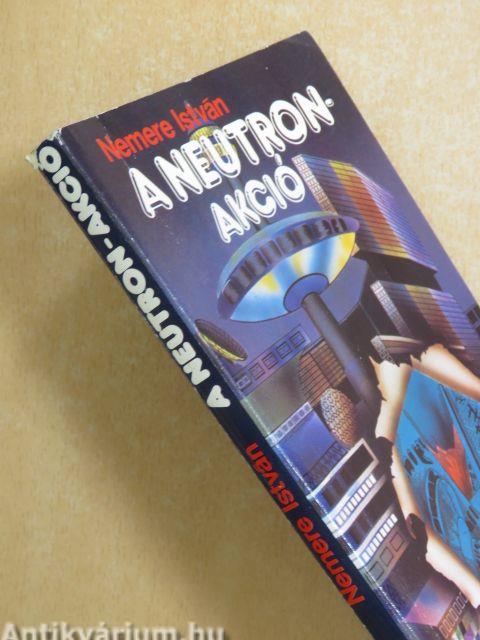 Nemere István
A NEUTRON-
AKCIÓ
A NEUTRON-AKCIÓ
Nemere István
Antikvárium.hu